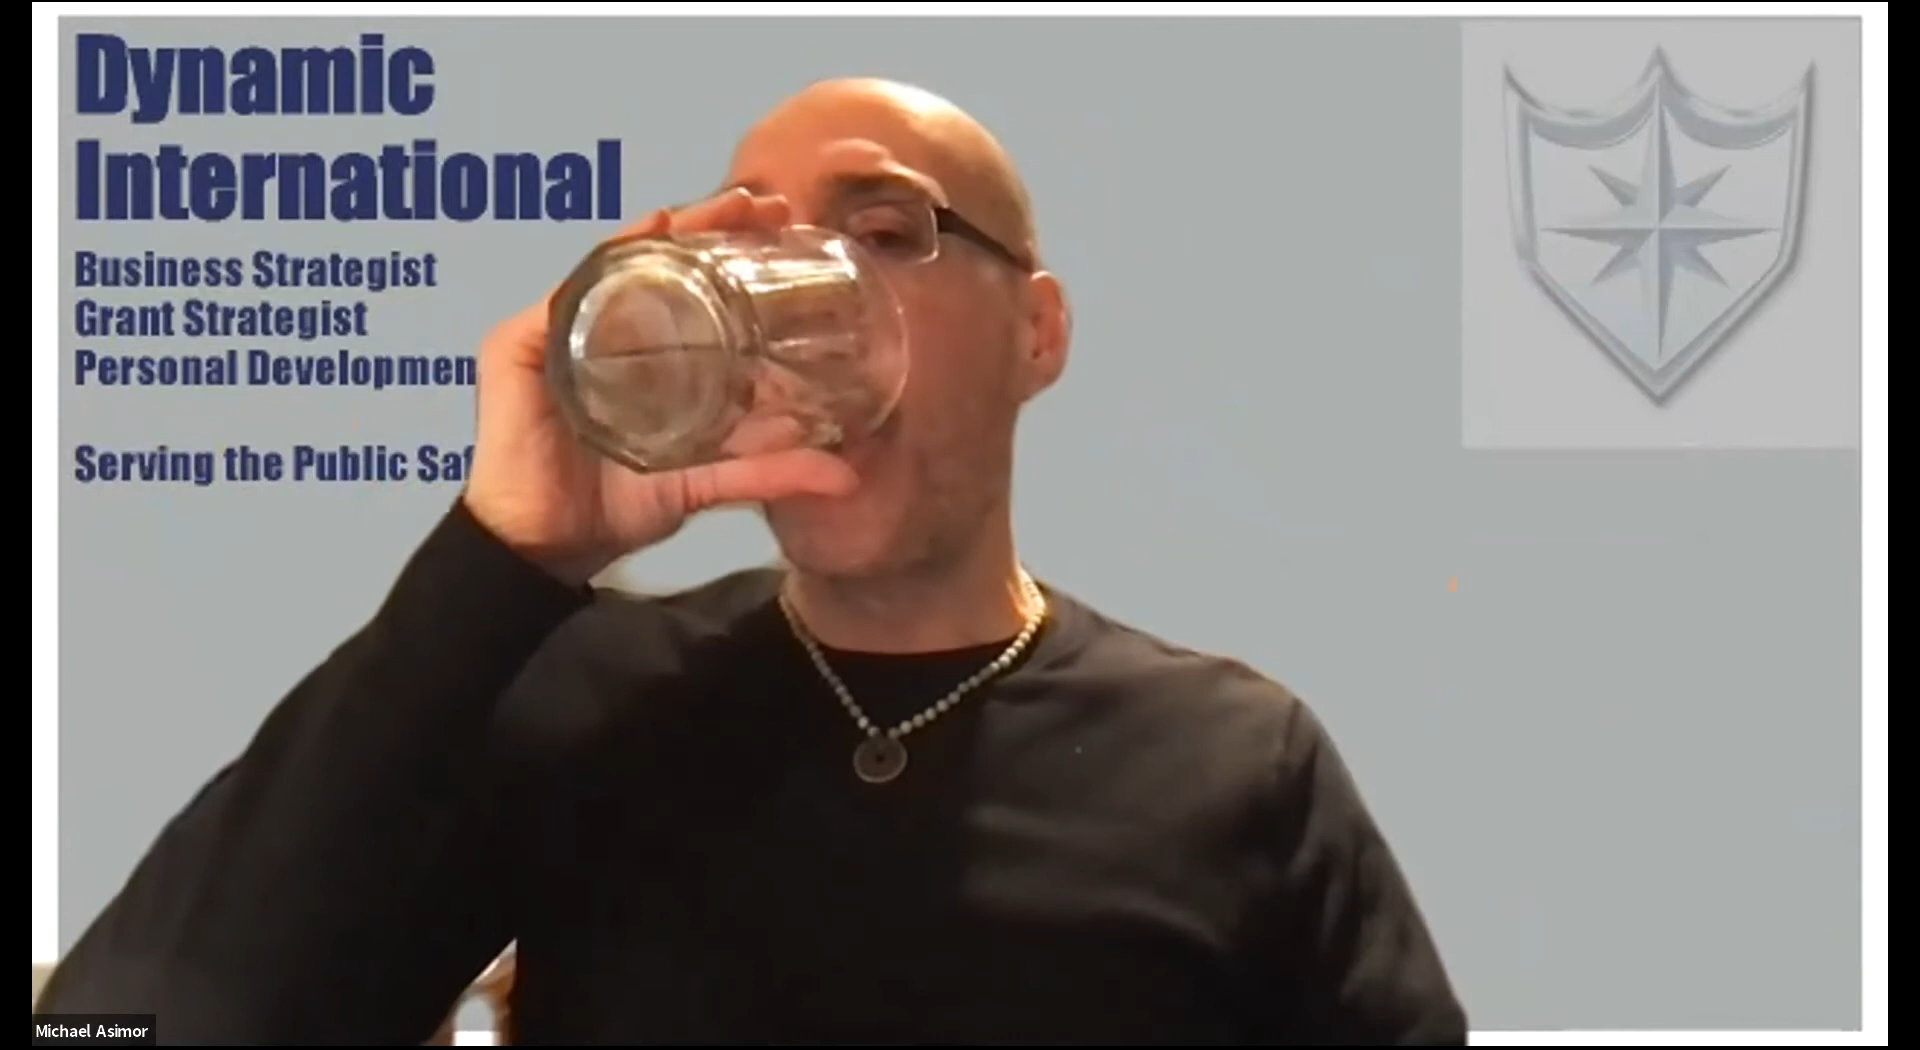 Dynamic
International
Business Strategist
Grant Strategist
Personal Developmen
Serving the Public Saf
Michael Asimor